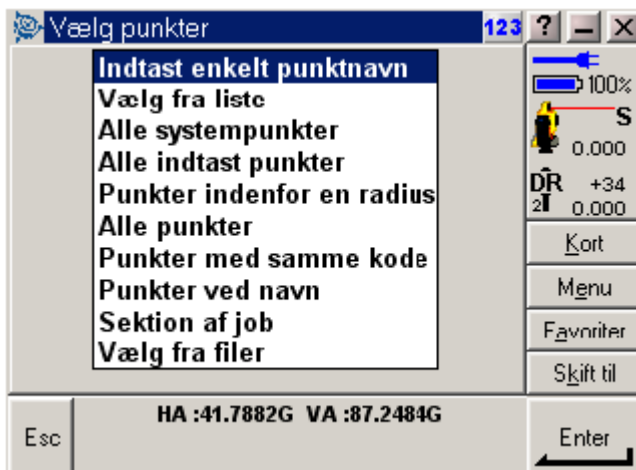 Vælg punkter 123 ?
Indtast enkelt punktnavn
Vælg fra liste
Alle systempunkter
Alle indtast punkter
Punkter indenfor en radius
Alle punkter
Punkter med samme kode
Punkter ved navn
Sektion af job
Vælg fra filer
100%
S
0.000
DR +34
2T 0.000
Kort
Menu
Favoriter
Skift til
HA :41.7882G VA :87.2484G
Esc
Enter